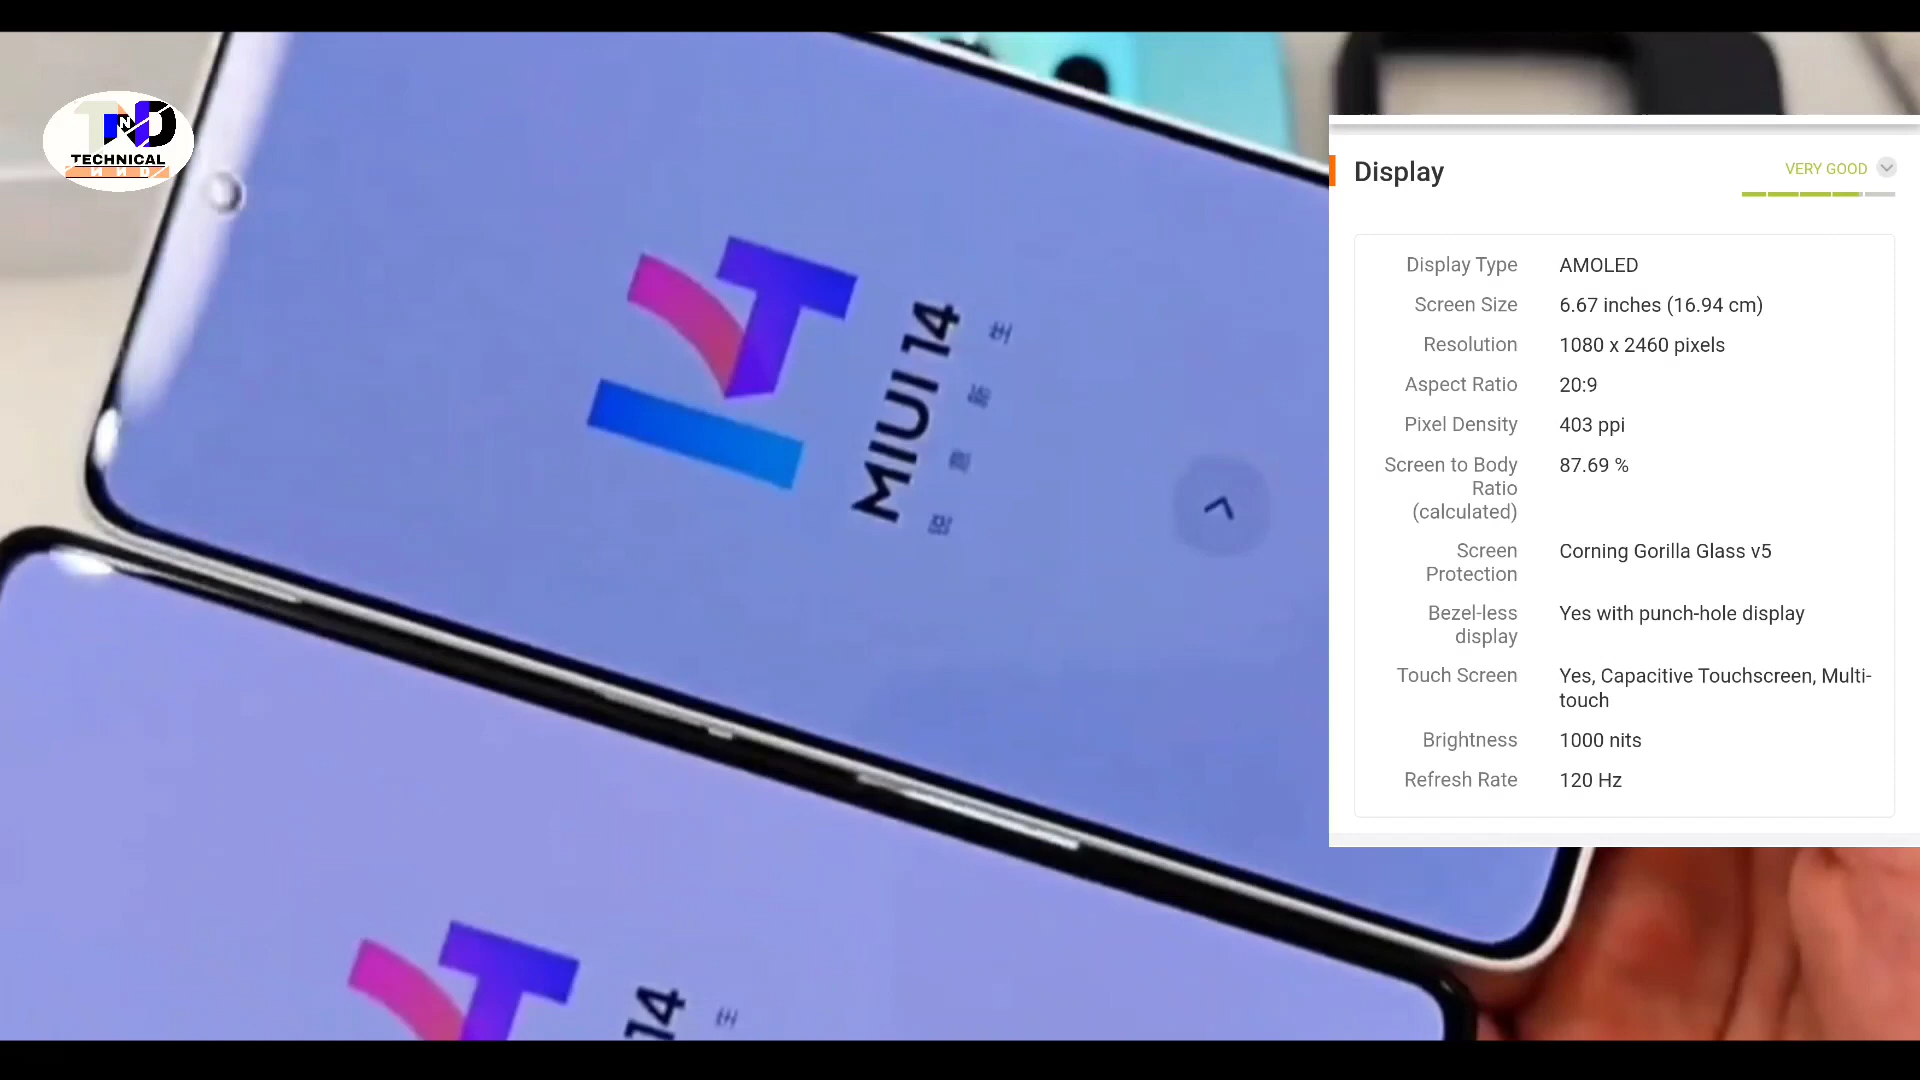 TND
TECHNICAL
MIUI 14
14
Display
VERY GOOD
Display Type AMOLED
Screen Size 6.67 inches (16.94 cm)
Resolution 1080 x 2460 pixels
Aspect Ratio 20:9
Pixel Density 403 ppi
Screen to Body Ratio (calculated) 87.69 %
Screen Protection Corning Gorilla Glass v5
Bezel-less display Yes with punch-hole display
Touch Screen Yes, Capacitive Touchscreen, Multi-
touch
Brightness 1000 nits
Refresh Rate 120 Hz